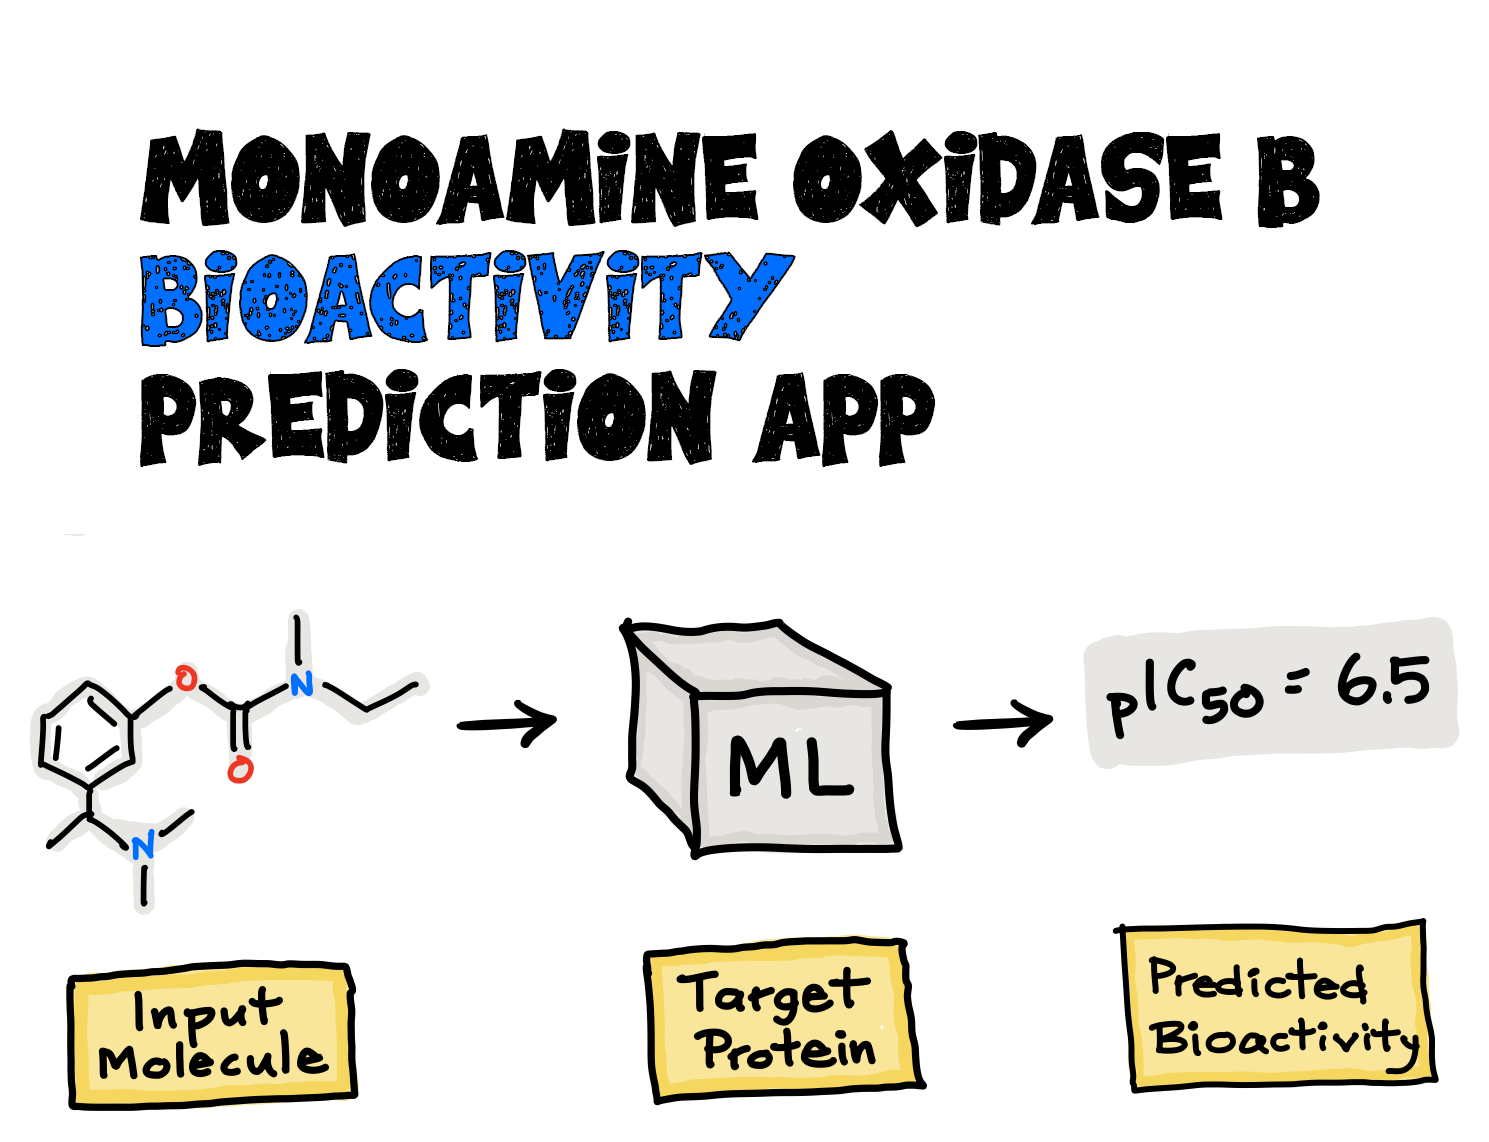 MONOAMINE OXIDASE B
BIOACTIVITY
PREDICTION APP
O
N
O
N
ML
pIC50 = 6.5
Input
Molecule
Target
Protein
Predicted
Bioactivity